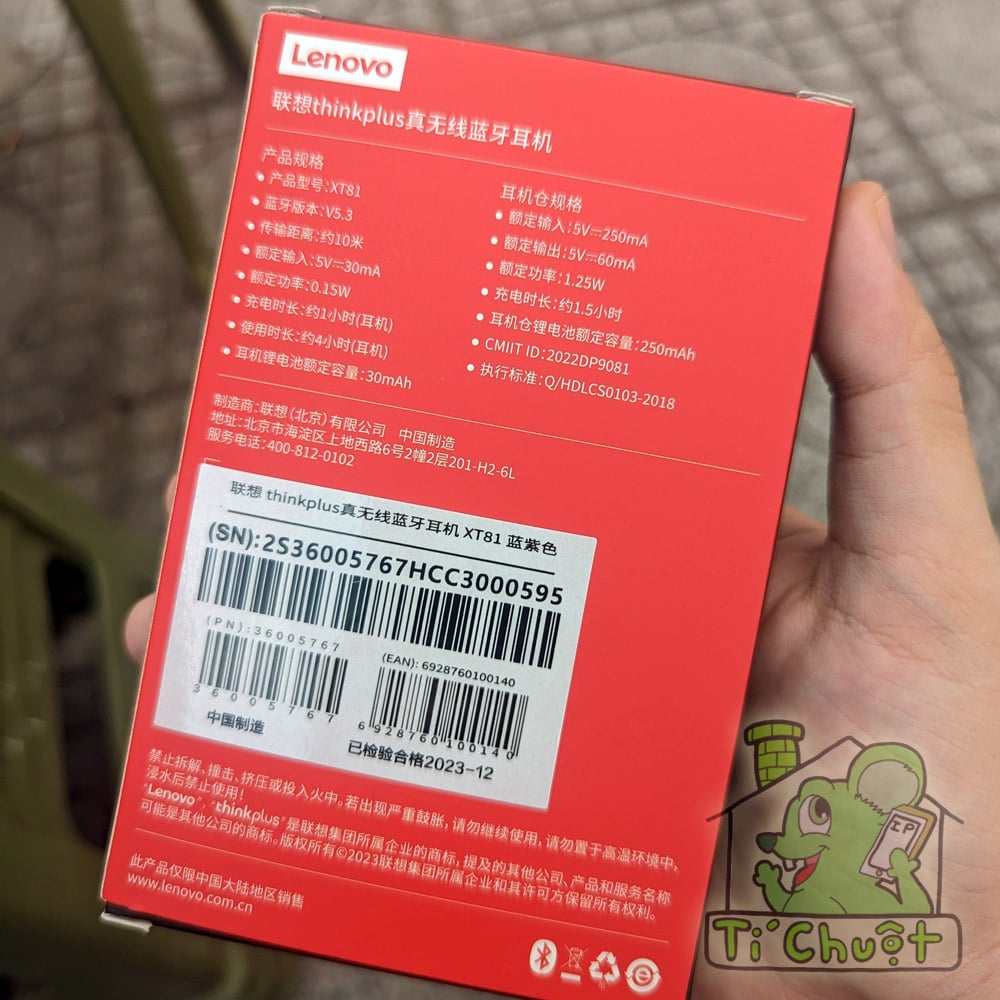 Lenovo
联想thinkplus真无线蓝牙耳机
产品规格
• 产品型号:XT81
• 蓝牙版本:V5.3
• 传输距离:约10米
• 额定输入:5V⎓30mA
• 额定功率:0.15W
• 充电时长:约1小时(耳机)
• 使用时长:约4小时(耳机)
• 耳机锂电池额定容量:30mAh
耳机仓规格
• 额定输入:5V⎓250mA
• 额定输出:5V⎓60mA
• 额定功率:1.25W
• 充电时长:约1.5小时
• 耳机仓锂电池额定容量:250mAh
• CMIIT ID:2022DP9081
• 执行标准:Q/HDLCS0103-2018
制造商:联想(北京)有限公司 中国制造
地址:北京市海淀区上地西路6号2幢2层201-H2-6L
服务电话:400-812-0102
联想 thinkplus真无线蓝牙耳机 XT81 蓝紫色
(SN):2S36005767HCC3000595
(PN):36005767
36005767
中国制造
(EAN): 6928760100140
6928760100140
已检验合格2023-12
禁止拆解、撞击、挤压或投入火中。若出现严重鼓胀,请勿继续使用,请勿置于高温环境中,
浸水后禁止使用!
“Lenovo”, “thinkplus”是联想集团所属企业的商标,提及的其他公司、产品和服务名称
可能是其他公司的商标。版权所有©2023联想集团所属企业和其许可方保留所有权利。
此产品仅限中国大陆地区销售
www.lenovo.com.cn
IP
Tí Chuột